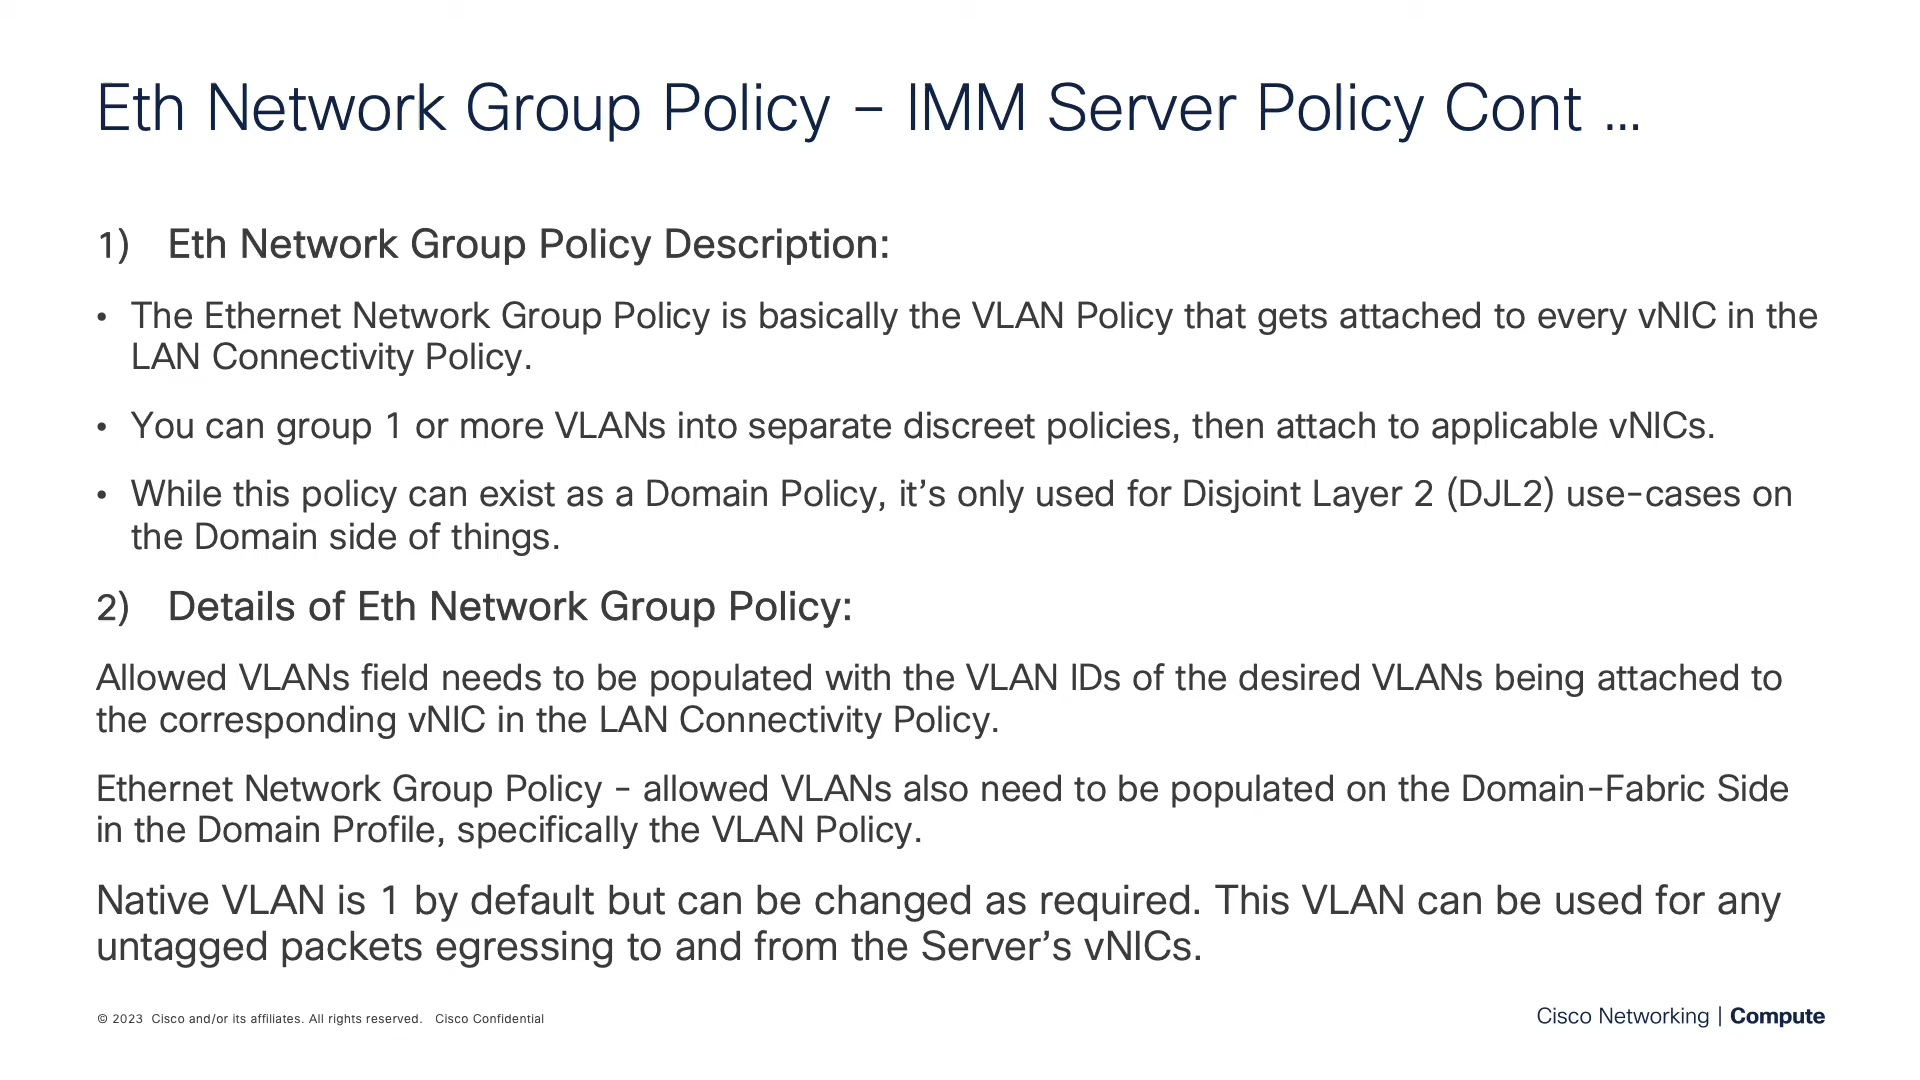 Eth Network Group Policy – IMM Server Policy Cont …
1) Eth Network Group Policy Description:
• The Ethernet Network Group Policy is basically the VLAN Policy that gets attached to every vNIC in the
LAN Connectivity Policy.
• You can group 1 or more VLANs into separate discreet policies, then attach to applicable vNICs.
• While this policy can exist as a Domain Policy, it’s only used for Disjoint Layer 2 (DJL2) use-cases on
the Domain side of things.
2) Details of Eth Network Group Policy:
Allowed VLANs field needs to be populated with the VLAN IDs of the desired VLANs being attached to
the corresponding vNIC in the LAN Connectivity Policy.
Ethernet Network Group Policy - allowed VLANs also need to be populated on the Domain-Fabric Side
in the Domain Profile, specifically the VLAN Policy.
Native VLAN is 1 by default but can be changed as required. This VLAN can be used for any
untagged packets egressing to and from the Server’s vNICs.
© 2023 Cisco and/or its affiliates. All rights reserved. Cisco Confidential
Cisco Networking | Compute